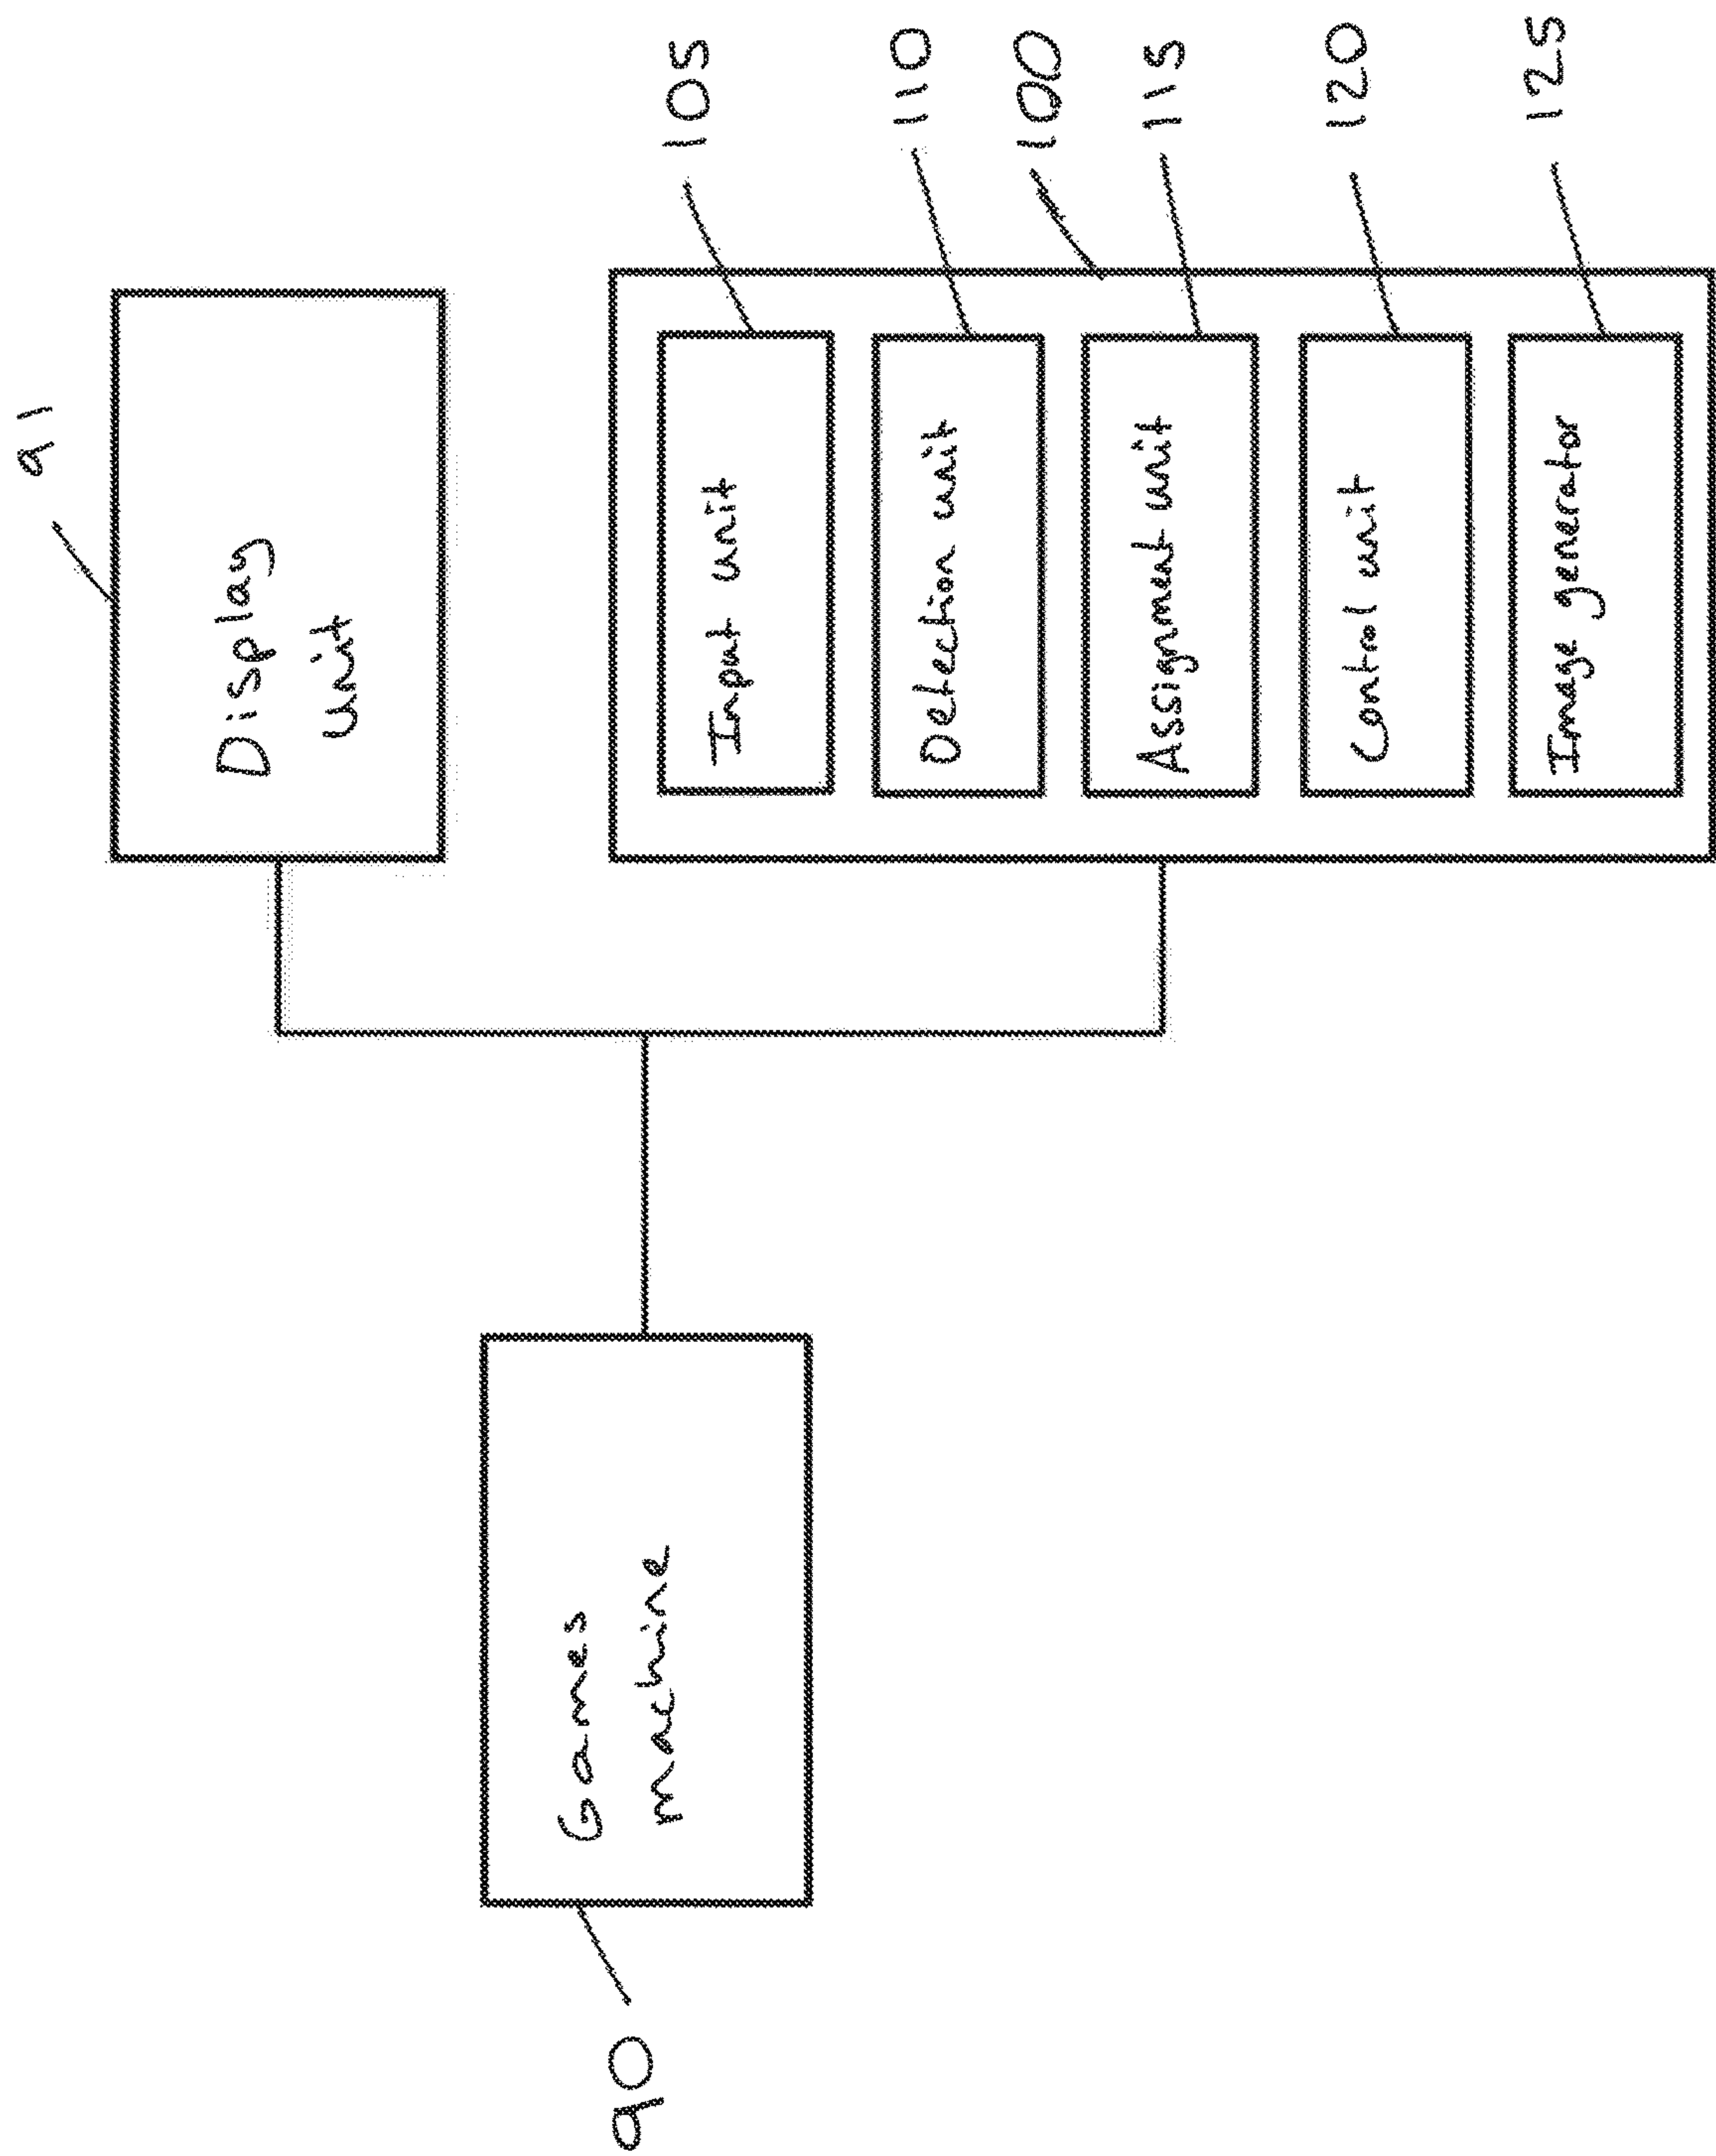 91
Display
unit
90
Games
machine
Input unit
105
Detection unit
110
100
Assignment unit
115
Control unit
120
Image generator
125